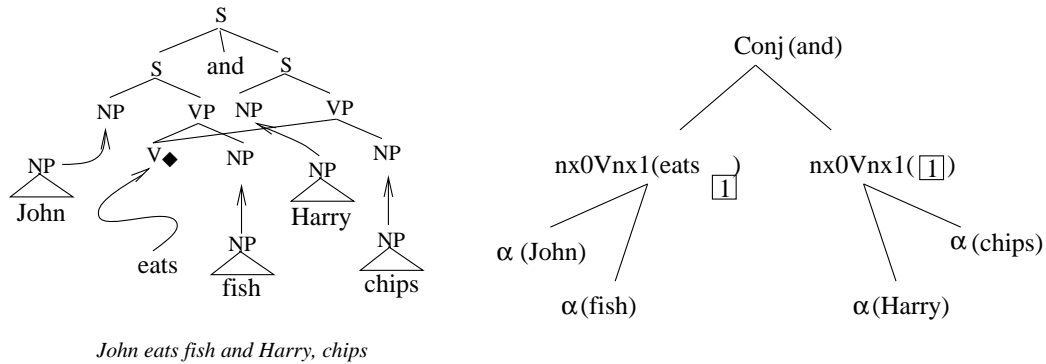 S
S and S
NP VP NP VP
V◆ NP NP
NP NP
John Harry
eats NP NP
fish chips
John eats fish and Harry, chips
Conj (and)
nx0Vnx1(eats 1 ) nx0Vnx1( 1 )
α (John) α (chips)
α(fish) α(Harry)